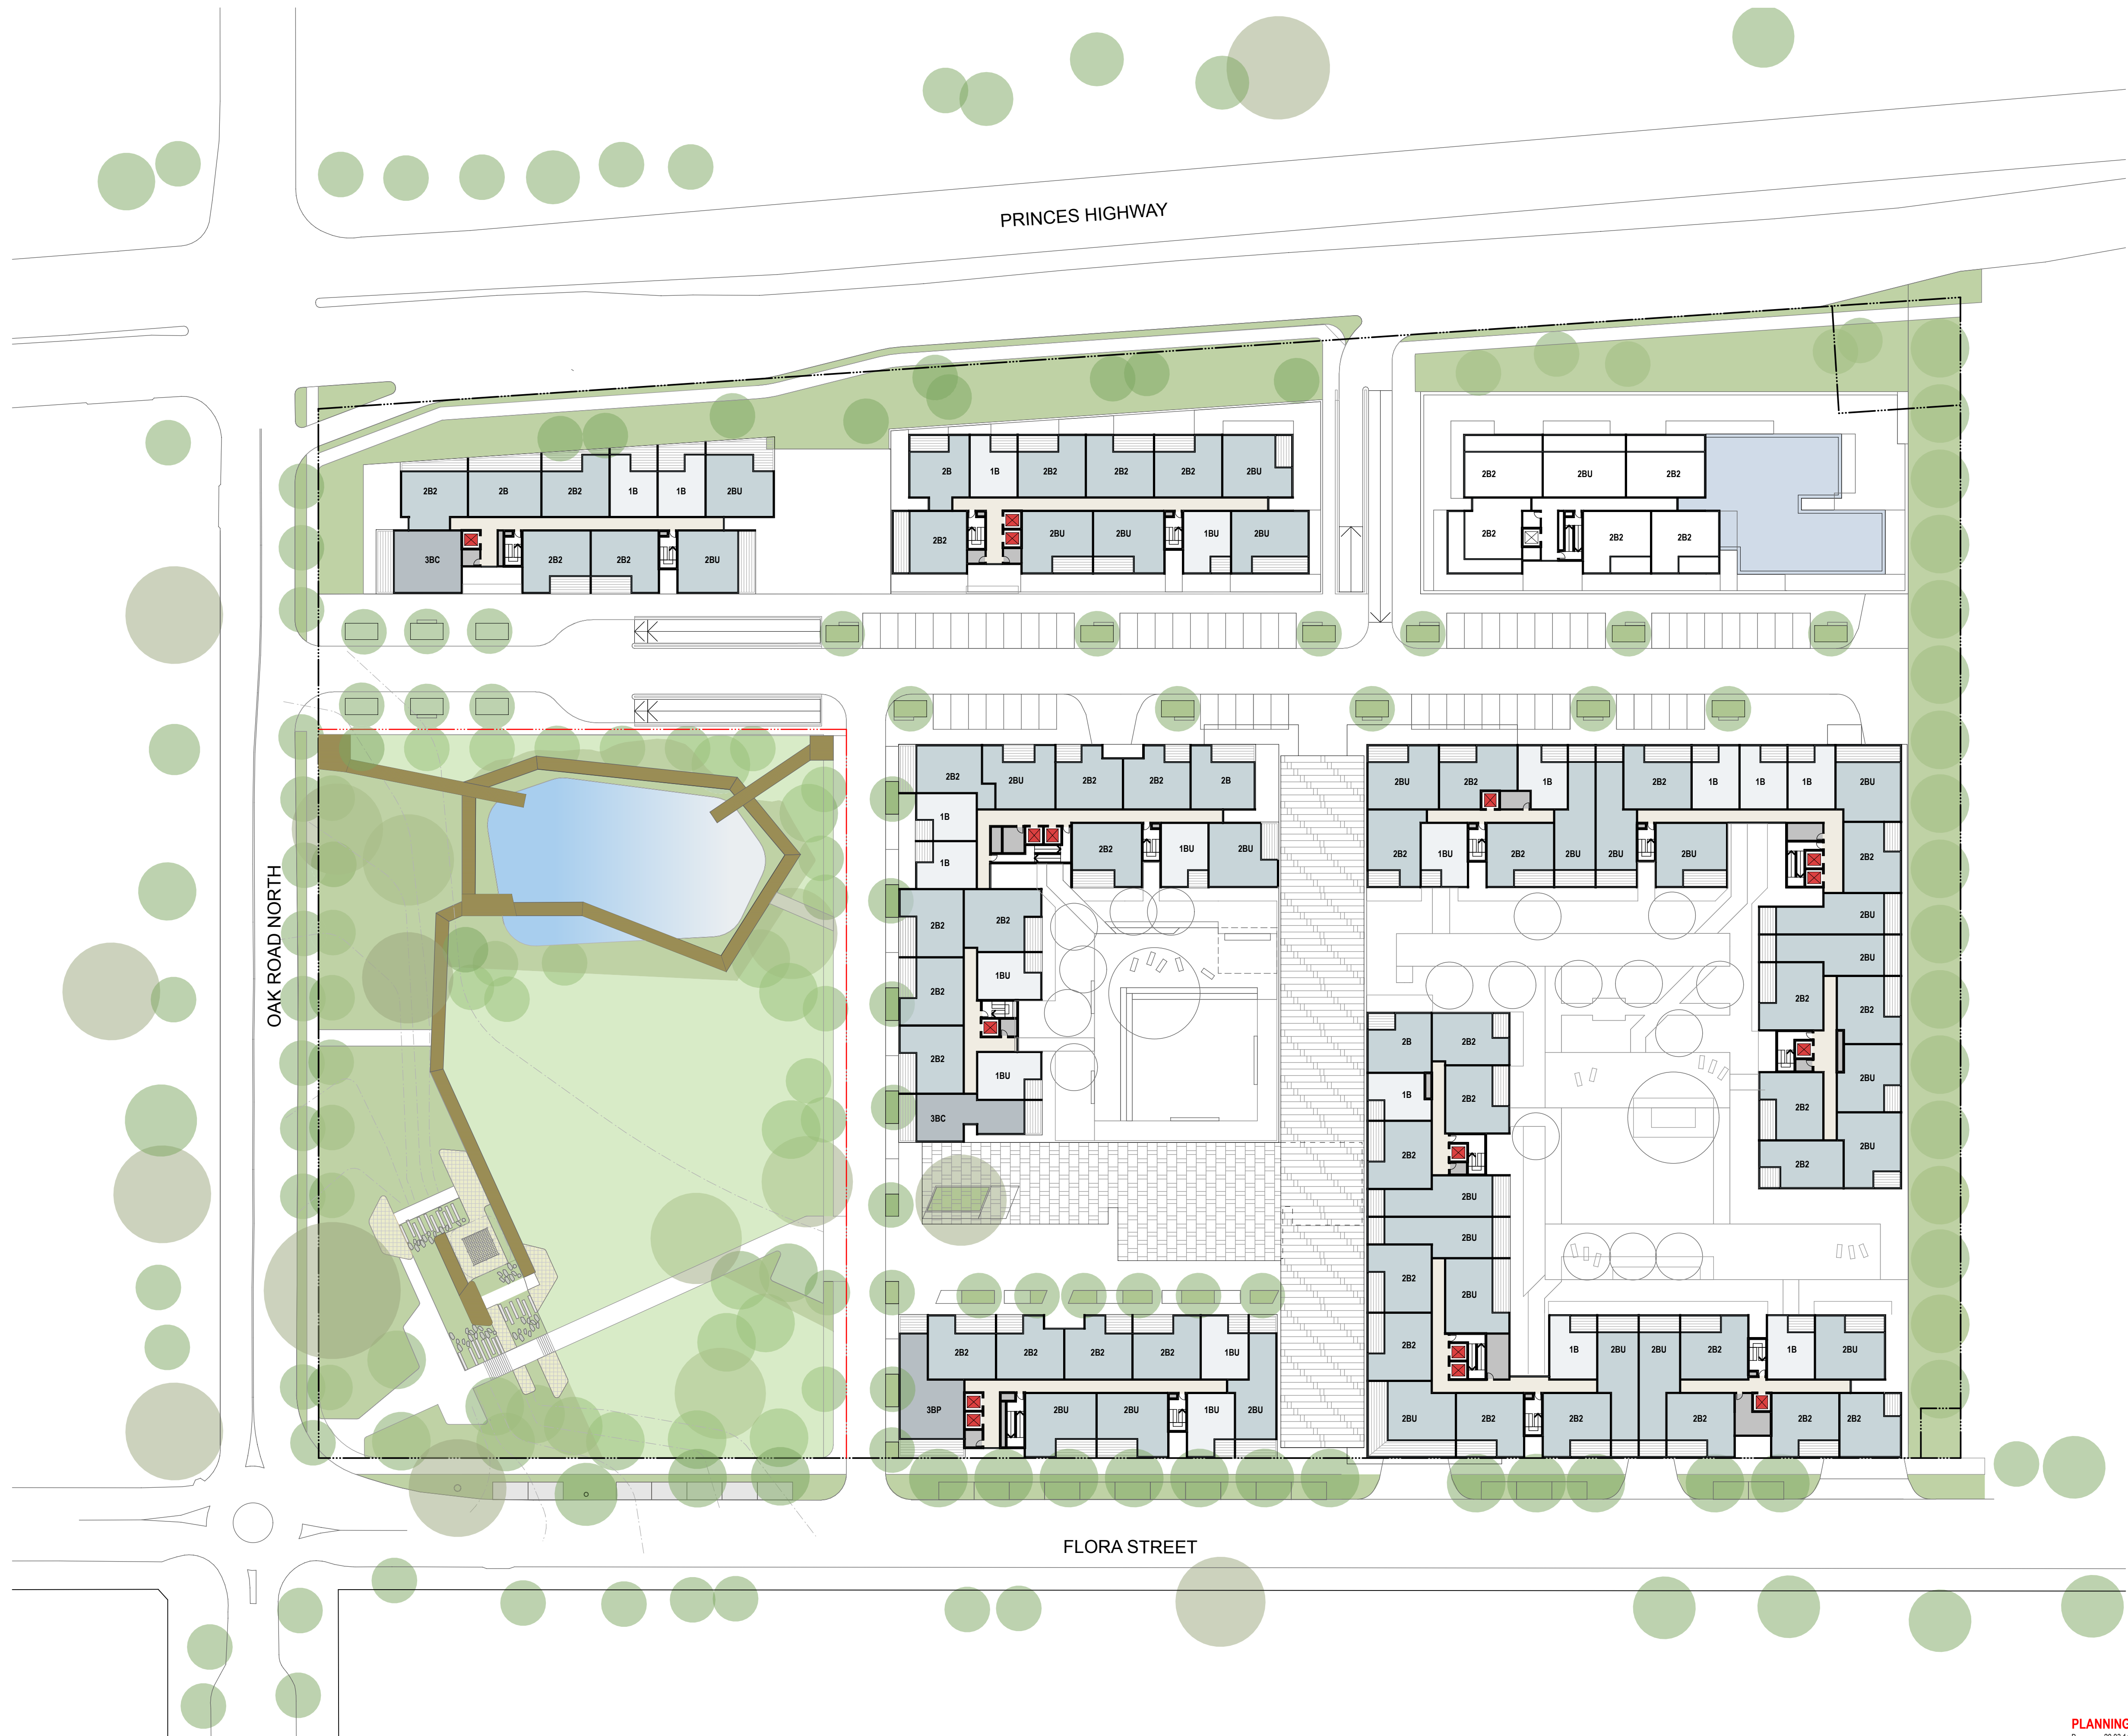 PRINCES HIGHWAY
2B 1B 2B2 2B2 2B2 2BU
2B2 2BU 2B2
2B2 2B 2B2 1B 1B 2BU
2B2 2BU 2BU 1BU 2BU
2B2 2B2 2B2
3BC 2B2 2B2 2BU
2B2 2BU 2B2 2B2 2B
2BU 2B2 1B 2B2 1B 1B 1B 2BU
1B
1B 2B2 1BU 2BU
2B2 1BU 2B2 2BU 2BU 2BU 2B2
OAK ROAD NORTH
2B2 2B2
2BU
2BU
1BU
2B2
2B2 2B2
2B 2B2
2B2 1BU
2BU
1B 2B2
3BC
2B2
2B2
2B2 2BU
2BU
2BU
2B2 2BU
2B2 2B2 2B2 2B2 1BU
2B2
1B 2BU 2BU 2B2 1B 2BU
3BP 2BU 2BU 1BU 2BU
2BU 2B2 2B2 2B2 2B2 2B2
FLORA STREET
PLANNING